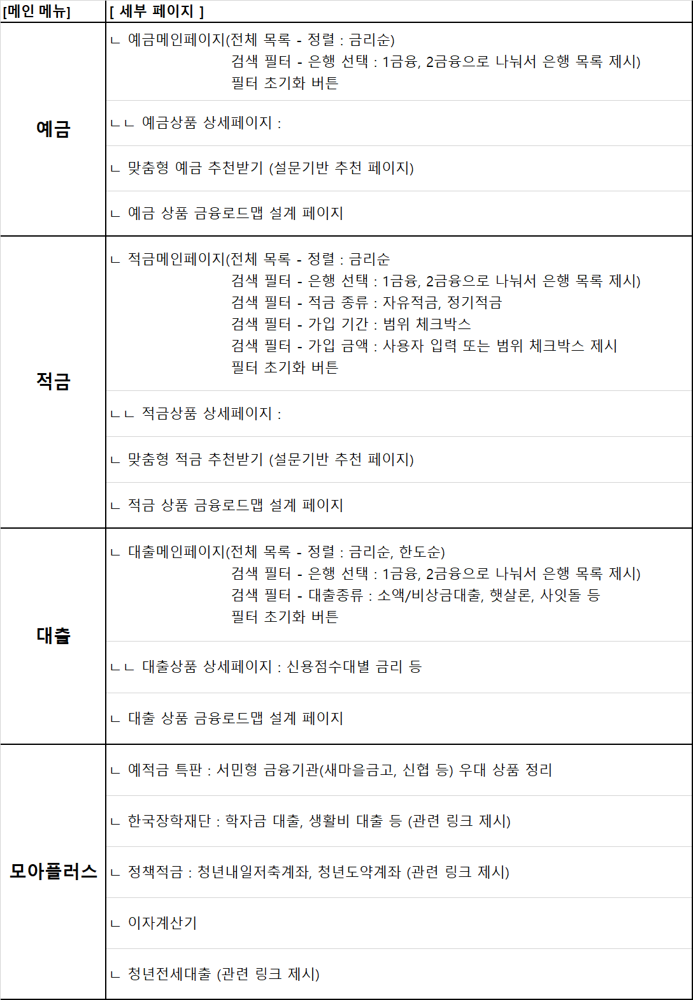 [메인 메뉴]
[ 세부 페이지 ]
예금
ㄴ 예금메인페이지(전체 목록 - 정렬 : 금리순)
검색 필터 - 은행 선택 : 1금융, 2금융으로 나눠서 은행 목록 제시)
필터 초기화 버튼
ㄴㄴ 예금상품 상세페이지 :
ㄴ 맞춤형 예금 추천받기 (설문기반 추천 페이지)
ㄴ 예금 상품 금융로드맵 설계 페이지
적금
ㄴ 적금메인페이지(전체 목록 - 정렬 : 금리순
검색 필터 - 은행 선택 : 1금융, 2금융으로 나눠서 은행 목록 제시)
검색 필터 - 적금 종류 : 자유적금, 정기적금
검색 필터 - 가입 기간 : 범위 체크박스
검색 필터 - 가입 금액 : 사용자 입력 또는 범위 체크박스 제시
필터 초기화 버튼
ㄴㄴ 적금상품 상세페이지 :
ㄴ 맞춤형 적금 추천받기 (설문기반 추천 페이지)
ㄴ 적금 상품 금융로드맵 설계 페이지
대출
ㄴ 대출메인페이지(전체 목록 - 정렬 : 금리순, 한도순)
검색 필터 - 은행 선택 : 1금융, 2금융으로 나눠서 은행 목록 제시)
검색 필터 - 대출종류 : 소액/비상금대출, 햇살론, 사잇돌 등
필터 초기화 버튼
ㄴㄴ 대출상품 상세페이지 : 신용점수대별 금리 등
ㄴ 대출 상품 금융로드맵 설계 페이지
모아플러스
ㄴ 예적금 특판 : 서민형 금융기관(새마을금고, 신협 등) 우대 상품 정리
ㄴ 한국장학재단 : 학자금 대출, 생활비 대출 등 (관련 링크 제시)
ㄴ 정책적금 : 청년내일저축계좌, 청년도약계좌 (관련 링크 제시)
ㄴ 이자계산기
ㄴ 청년전세대출 (관련 링크 제시)